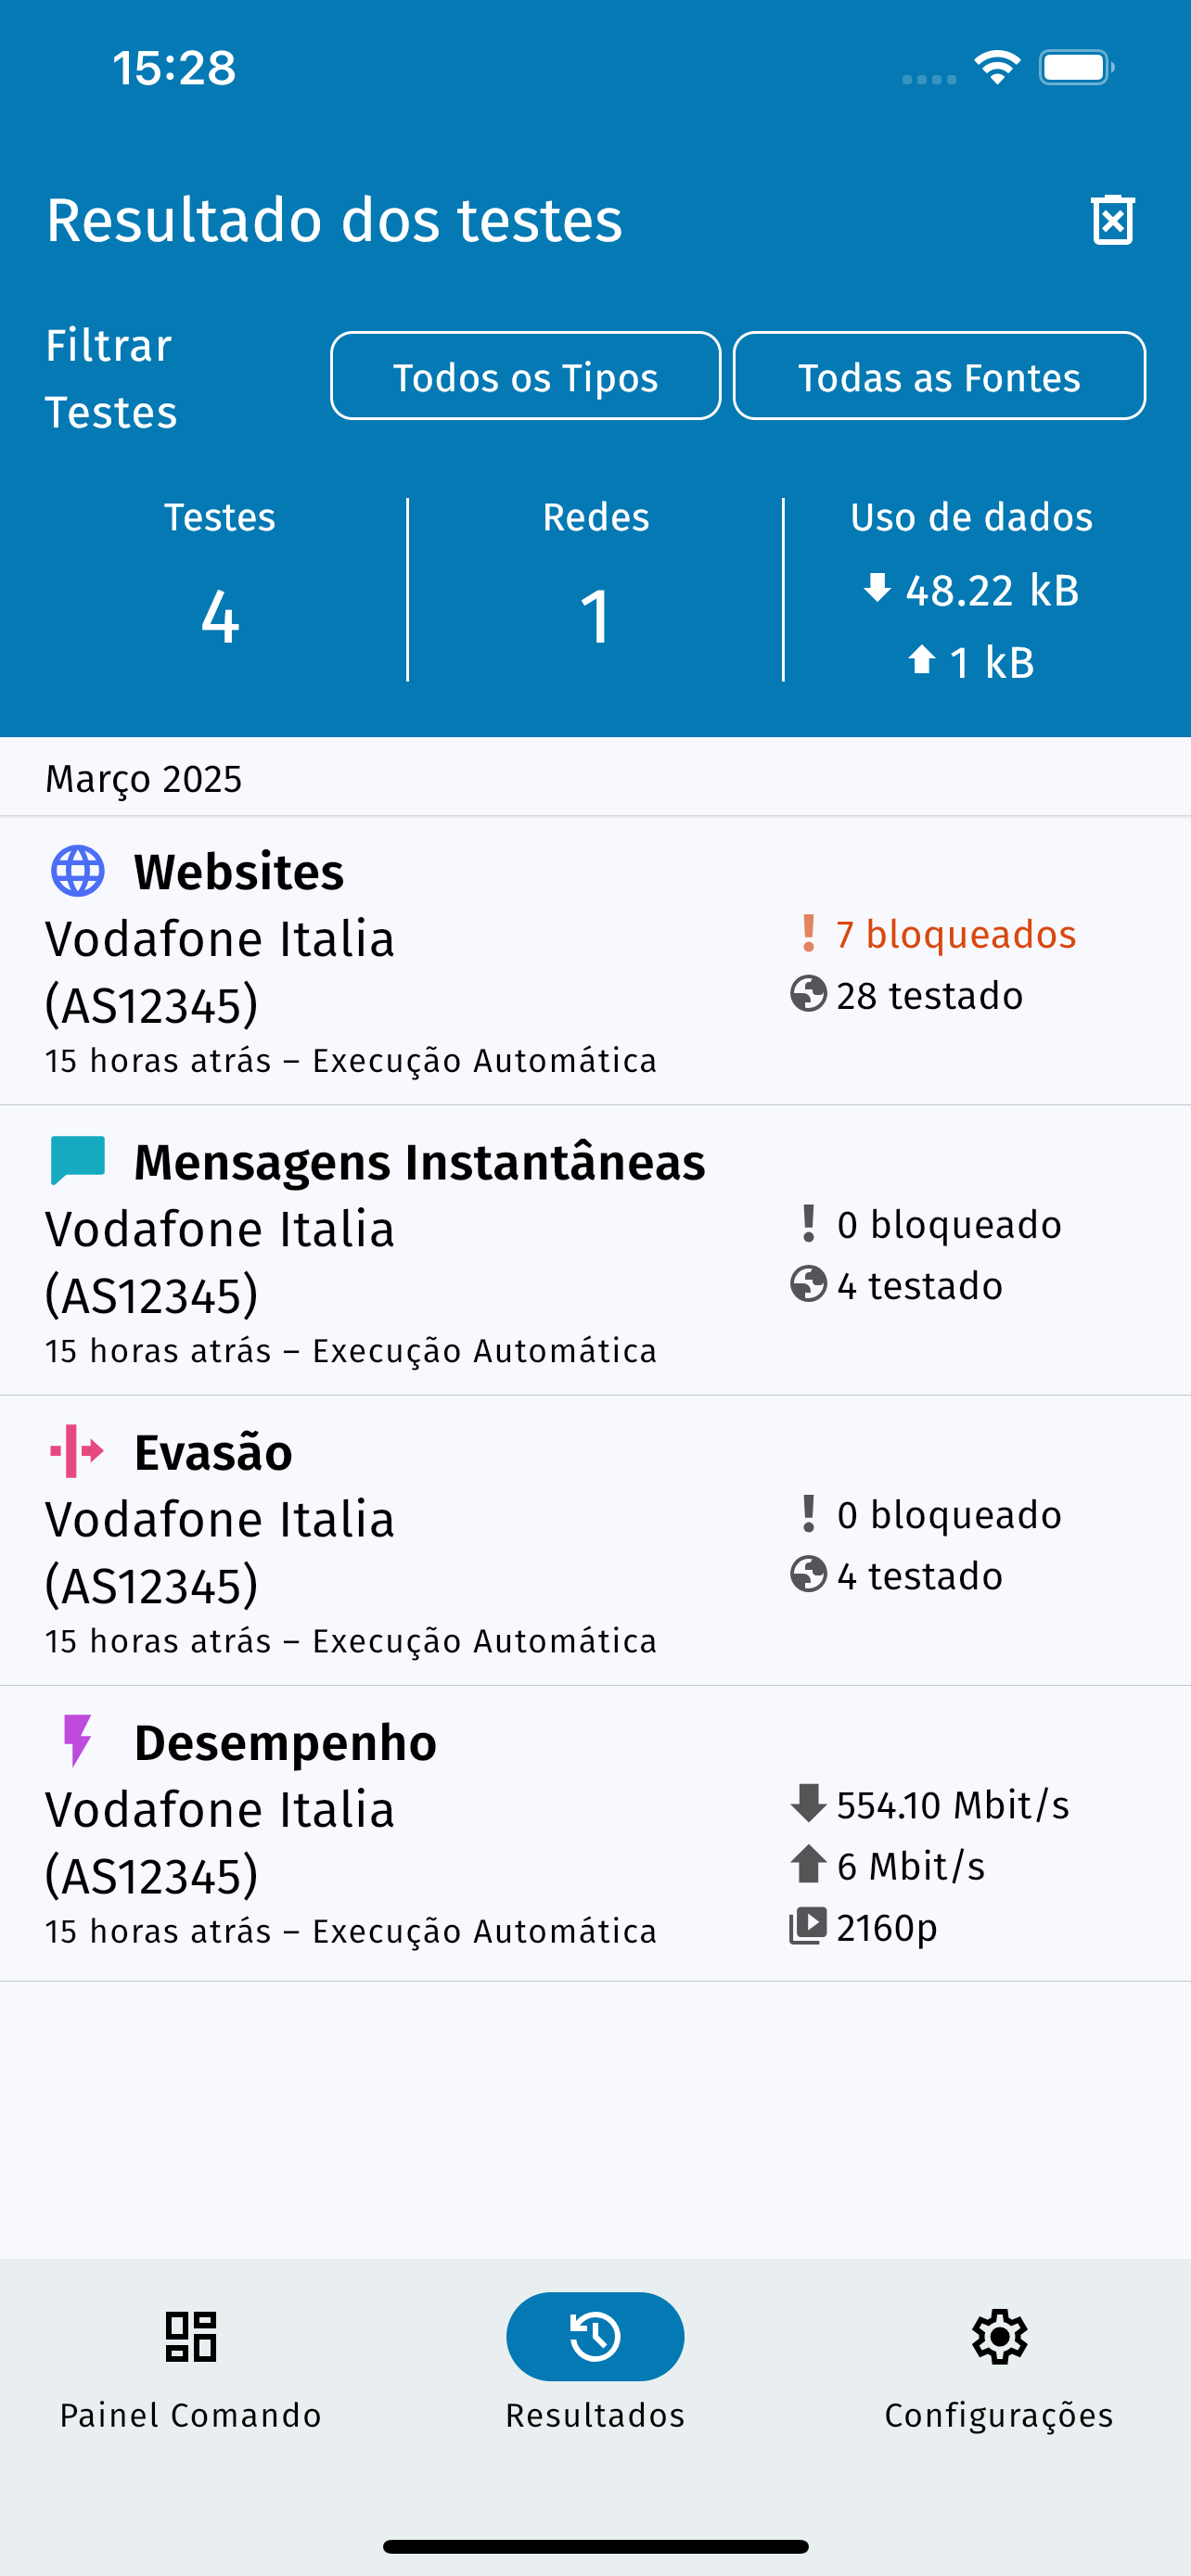 15:28
Resultado dos testes
Filtrar
Testes
Todos os Tipos
Todas as Fontes
Testes
4
Redes
1
Uso de dados
48.22 kB
1 kB
Março 2025
Websites
Vodafone Italia
(AS12345)
15 horas atrás – Execução Automática
7 bloqueados
28 testado
Mensagens Instantâneas
Vodafone Italia
(AS12345)
15 horas atrás – Execução Automática
0 bloqueado
4 testado
Evasão
Vodafone Italia
(AS12345)
15 horas atrás – Execução Automática
0 bloqueado
4 testado
Desempenho
Vodafone Italia
(AS12345)
15 horas atrás – Execução Automática
554.10 Mbit/s
6 Mbit/s
2160p
Painel Comando
Resultados
Configurações